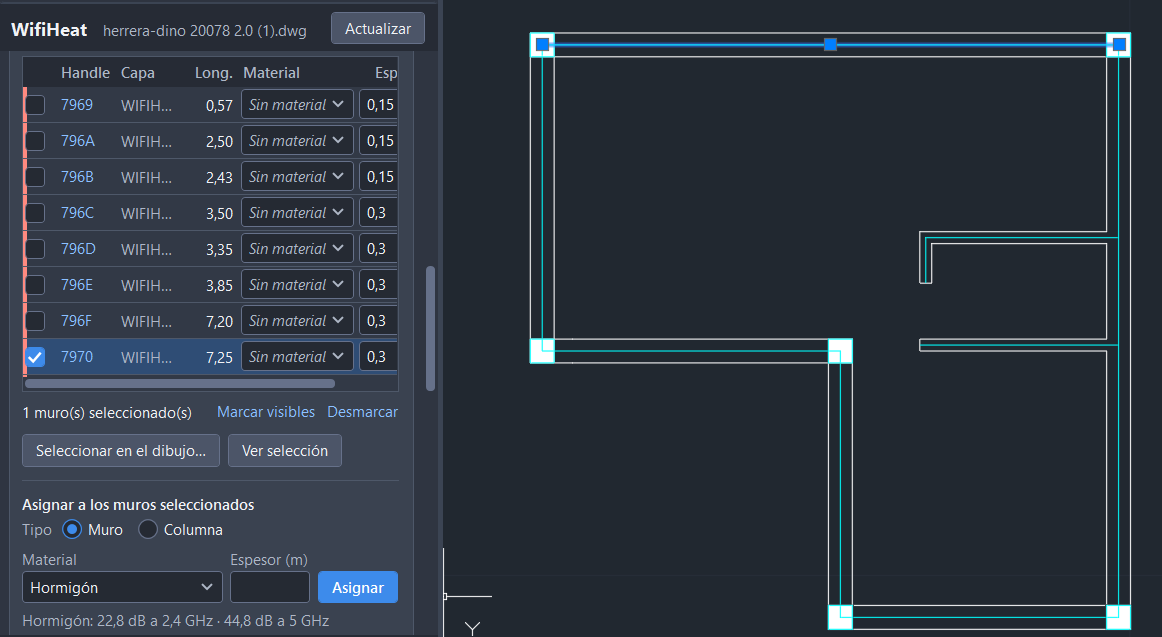 WifiHeat herrera-dino 20078 2.0 (1).dwg Actualizar
Handle Capa Long. Material Esp
7969 WIFIH... 0,57 Sin material 0,15
796A WIFIH... 2,50 Sin material 0,15
796B WIFIH... 2,43 Sin material 0,15
796C WIFIH... 3,50 Sin material 0,3
796D WIFIH... 3,35 Sin material 0,3
796E WIFIH... 3,85 Sin material 0,3
796F WIFIH... 7,20 Sin material 0,3
7970 WIFIH... 7,25 Sin material 0,3
1 muro(s) seleccionado(s) Marcar visibles Desmarcar
Seleccionar en el dibujo... Ver selección
Asignar a los muros seleccionados
Tipo Muro Columna
Material Espesor (m)
Hormigón Asignar
Hormigón: 22,8 dB a 2,4 GHz · 44,8 dB a 5 GHz
Y